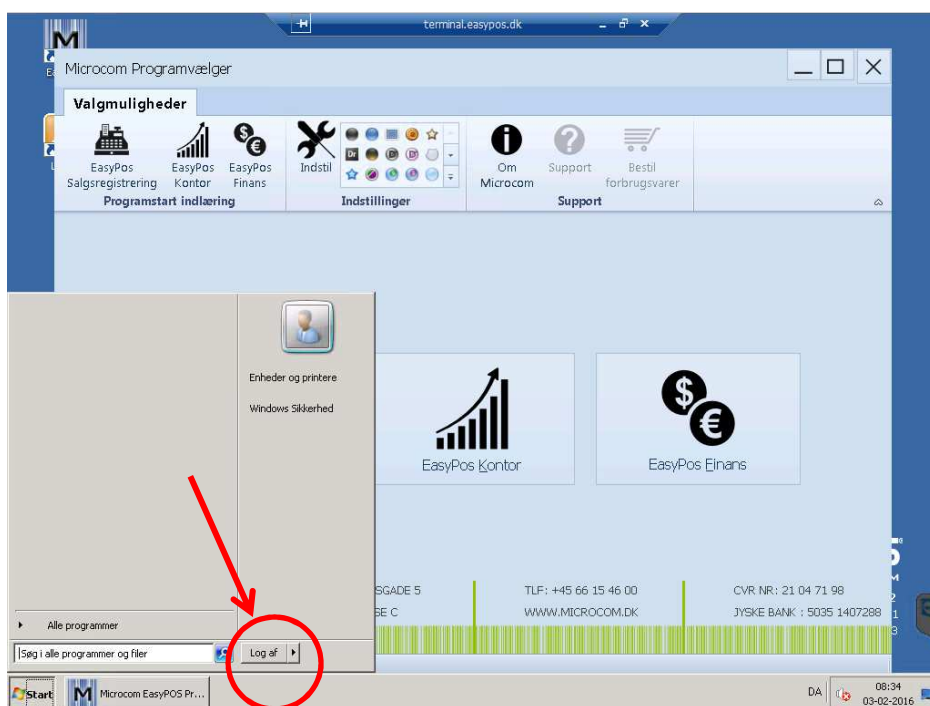 terminal.easypos.dk
M
Microcom Programvælger
Valgmuligheder
EasyPos Salgsregistrering
EasyPos Kontor
EasyPos Finans
Indstil
Om Microcom
Support
Bestil forbrugsvarer
Programstart indlæring
Indstillinger
Support
Enheder og printere
Windows Sikkerhed
EasyPos Kontor
EasyPos Finans
SGADE 5
TLF: +45 66 15 46 00
CVR NR: 21 04 71 98
SE C
WWW.MICROCOM.DK
JYSKE BANK : 5035 1407288
Alle programmer
Søg i alle programmer og filer
Log af
Start
M
Microcom EasyPOS Pr...
DA
08:34
03-02-2016